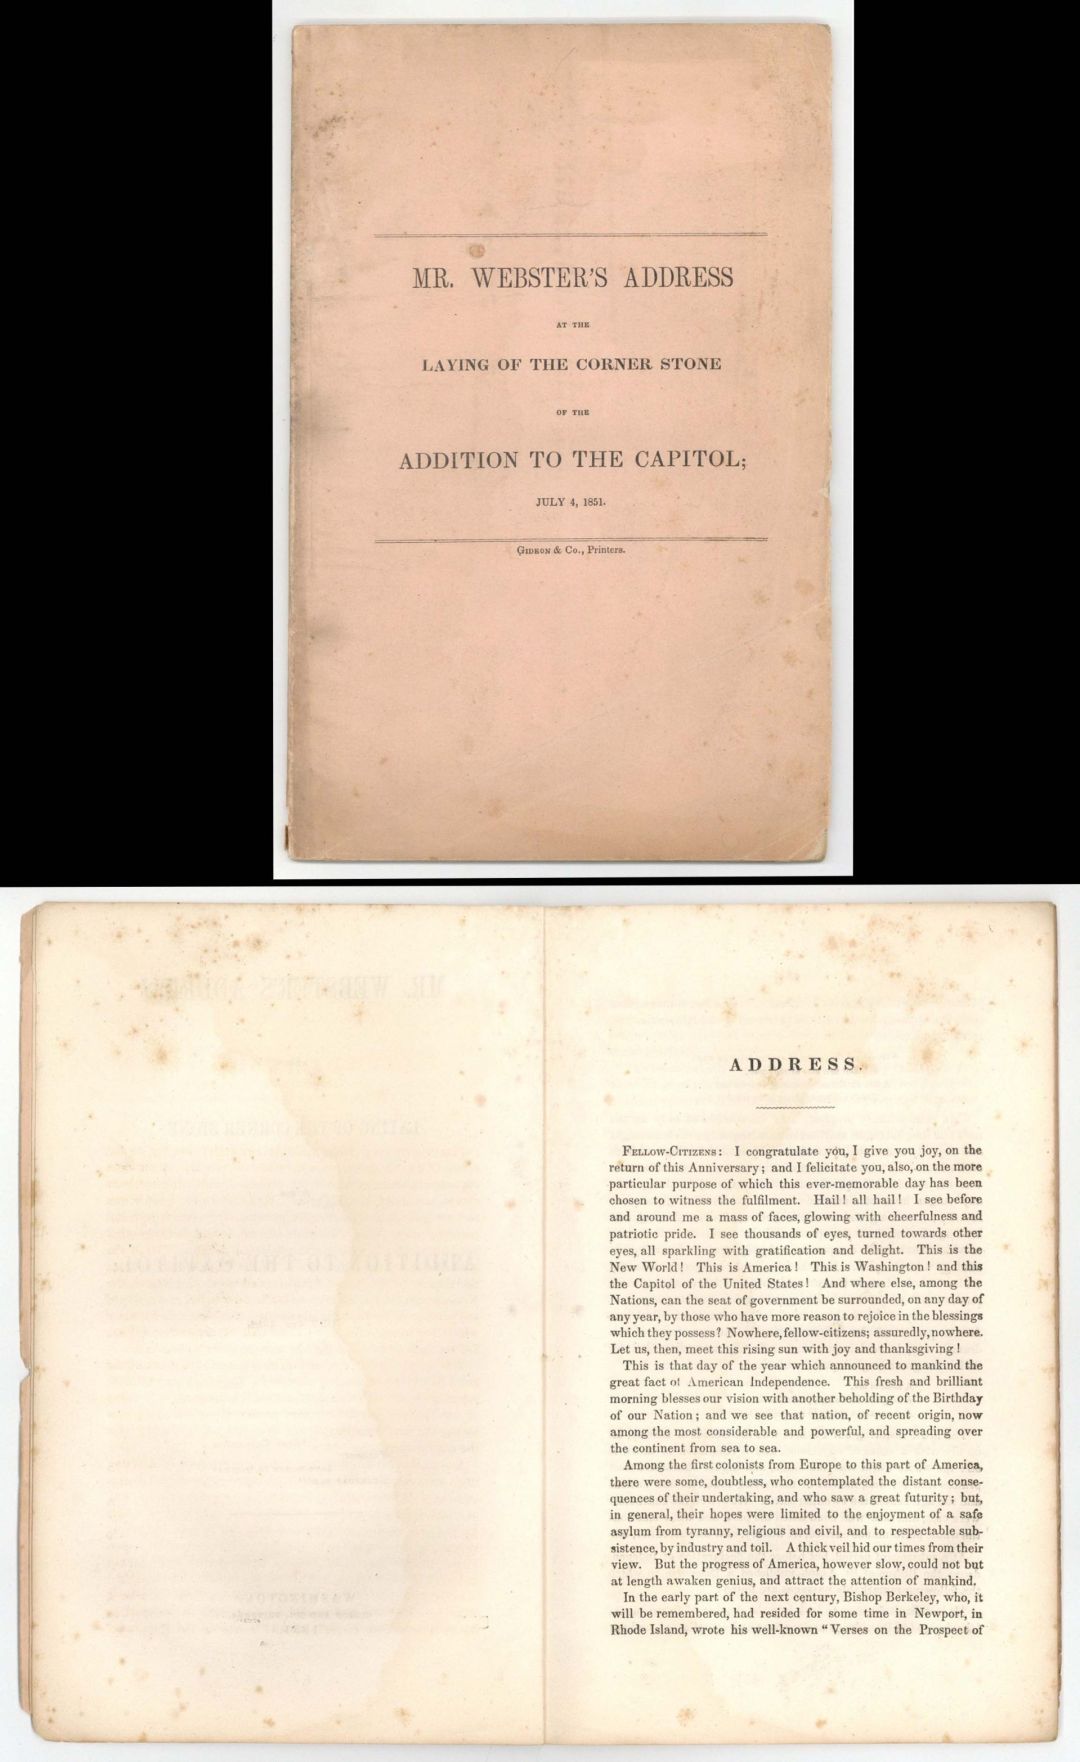 MR. WEBSTER'S ADDRESS
AT THE
LAYING OF THE CORNER STONE
OF THE
ADDITION TO THE CAPITOL;
JULY 4, 1851.
GIDEON & Co., Printers.
ADDRESS.
FELLOW-CITIZENS: I congratulate you, I give you joy, on the
return of this Anniversary; and I felicitate you, also, on the more
particular purpose of which this ever-memorable day has been
chosen to witness the fulfilment. Hail! all hail! I see before
and around me a mass of faces, glowing with cheerfulness and
patriotic pride. I see thousands of eyes, turned towards other
eyes, all sparkling with gratification and delight. This is the
New World! This is America! This is Washington! and this
the Capitol of the United States! And where else, among the
Nations, can the seat of government be surrounded, on any day of
any year, by those who have more reason to rejoice in the blessings
which they possess? Nowhere, fellow-citizens; assuredly, nowhere.
Let us, then, meet this rising sun with joy and thanksgiving!
This is that day of the year which announced to mankind the
great fact of American Independence. This fresh and brilliant
morning blesses our vision with another beholding of the Birthday
of our Nation; and we see that nation, of recent origin, now
among the most considerable and powerful, and spreading over
the continent from sea to sea.
Among the first colonists from Europe to this part of America,
there were some, doubtless, who contemplated the distant conse-
quences of their undertaking, and who saw a great futurity; but,
in general, their hopes were limited to the enjoyment of a safe
asylum from tyranny, religious and civil, and to respectable sub-
sistence, by industry and toil. A thick veil hid our times from their
view. But the progress of America, however slow, could not but
at length awaken genius, and attract the attention of mankind.
In the early part of the next century, Bishop Berkeley, who, it
will be remembered, had resided for some time in Newport, in
Rhode Island, wrote his well-known "Verses on the Prospect of